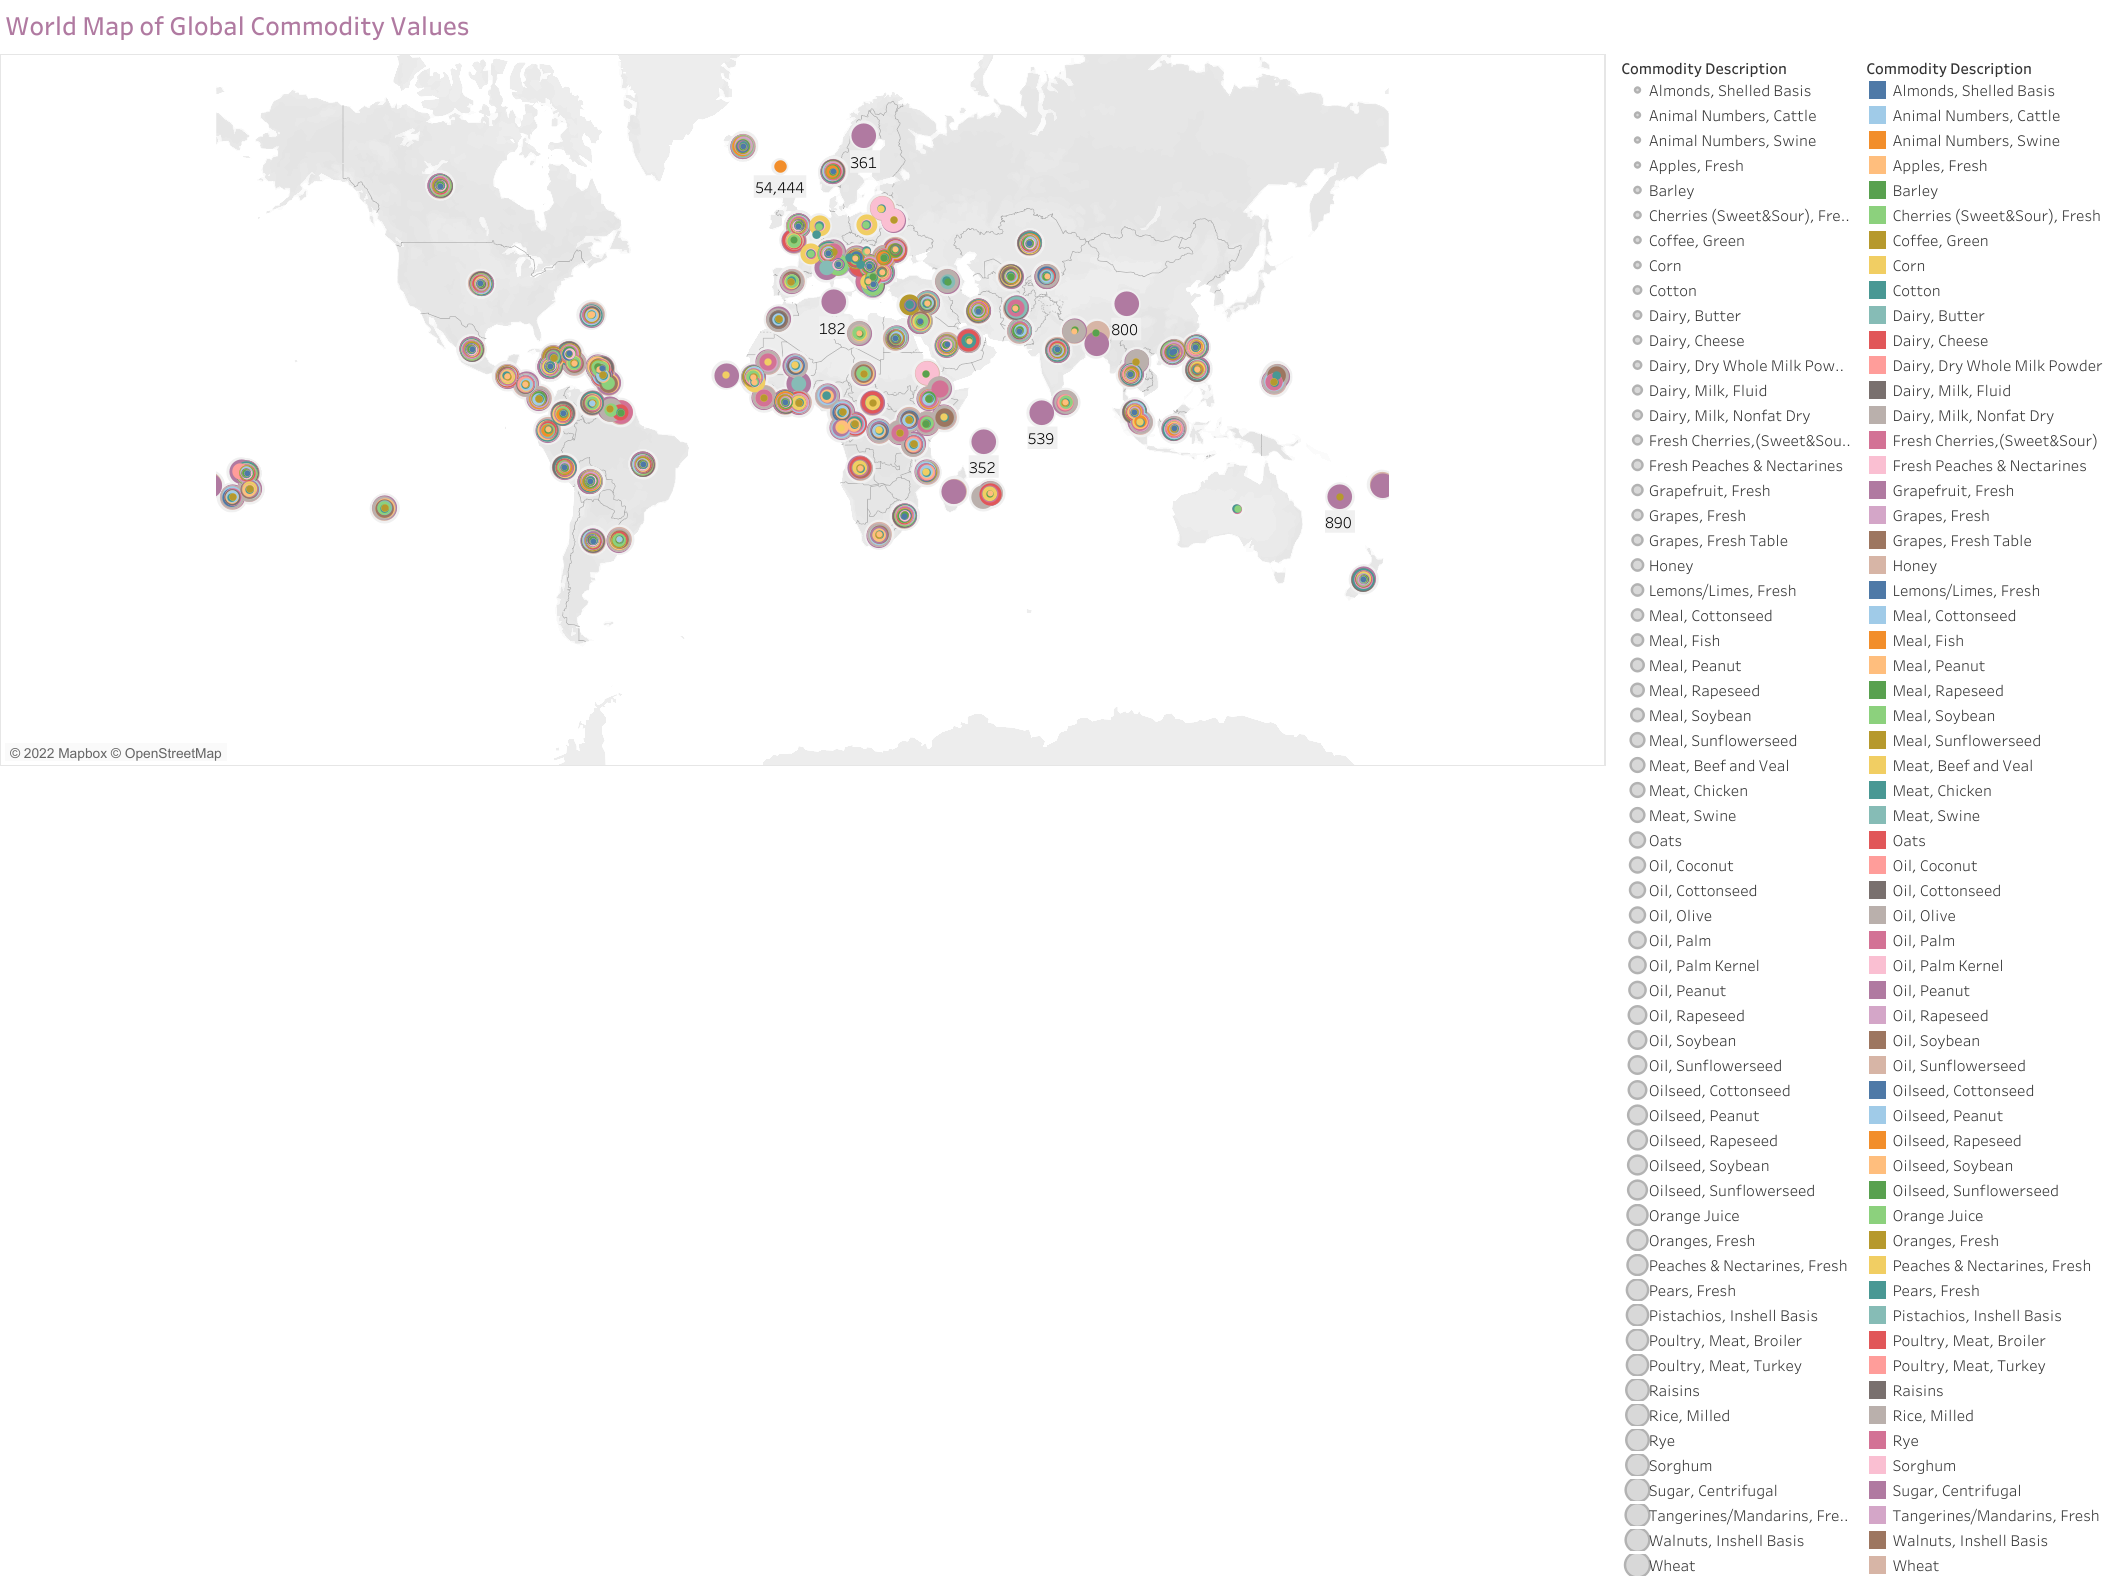 World Map of Global Commodity Values
361
54,444
182
800
539
352
890
© 2022 Mapbox © OpenStreetMap
Commodity Description
Almonds, Shelled Basis
Animal Numbers, Cattle
Animal Numbers, Swine
Apples, Fresh
Barley
Cherries (Sweet&Sour), Fre..
Coffee, Green
Corn
Cotton
Dairy, Butter
Dairy, Cheese
Dairy, Dry Whole Milk Pow..
Dairy, Milk, Fluid
Dairy, Milk, Nonfat Dry
Fresh Cherries,(Sweet&Sou..
Fresh Peaches & Nectarines
Grapefruit, Fresh
Grapes, Fresh
Grapes, Fresh Table
Honey
Lemons/Limes, Fresh
Meal, Cottonseed
Meal, Fish
Meal, Peanut
Meal, Rapeseed
Meal, Soybean
Meal, Sunflowerseed
Meat, Beef and Veal
Meat, Chicken
Meat, Swine
Oats
Oil, Coconut
Oil, Cottonseed
Oil, Olive
Oil, Palm
Oil, Palm Kernel
Oil, Peanut
Oil, Rapeseed
Oil, Soybean
Oil, Sunflowerseed
Oilseed, Cottonseed
Oilseed, Peanut
Oilseed, Rapeseed
Oilseed, Soybean
Oilseed, Sunflowerseed
Orange Juice
Oranges, Fresh
Peaches & Nectarines, Fresh
Pears, Fresh
Pistachios, Inshell Basis
Poultry, Meat, Broiler
Poultry, Meat, Turkey
Raisins
Rice, Milled
Rye
Sorghum
Sugar, Centrifugal
Tangerines/Mandarins, Fre..
Walnuts, Inshell Basis
Wheat
Commodity Description
Almonds, Shelled Basis
Animal Numbers, Cattle
Animal Numbers, Swine
Apples, Fresh
Barley
Cherries (Sweet&Sour), Fresh
Coffee, Green
Corn
Cotton
Dairy, Butter
Dairy, Cheese
Dairy, Dry Whole Milk Powder
Dairy, Milk, Fluid
Dairy, Milk, Nonfat Dry
Fresh Cherries,(Sweet&Sour)
Fresh Peaches & Nectarines
Grapefruit, Fresh
Grapes, Fresh
Grapes, Fresh Table
Honey
Lemons/Limes, Fresh
Meal, Cottonseed
Meal, Fish
Meal, Peanut
Meal, Rapeseed
Meal, Soybean
Meal, Sunflowerseed
Meat, Beef and Veal
Meat, Chicken
Meat, Swine
Oats
Oil, Coconut
Oil, Cottonseed
Oil, Olive
Oil, Palm
Oil, Palm Kernel
Oil, Peanut
Oil, Rapeseed
Oil, Soybean
Oil, Sunflowerseed
Oilseed, Cottonseed
Oilseed, Peanut
Oilseed, Rapeseed
Oilseed, Soybean
Oilseed, Sunflowerseed
Orange Juice
Oranges, Fresh
Peaches & Nectarines, Fresh
Pears, Fresh
Pistachios, Inshell Basis
Poultry, Meat, Broiler
Poultry, Meat, Turkey
Raisins
Rice, Milled
Rye
Sorghum
Sugar, Centrifugal
Tangerines/Mandarins, Fresh
Walnuts, Inshell Basis
Wheat